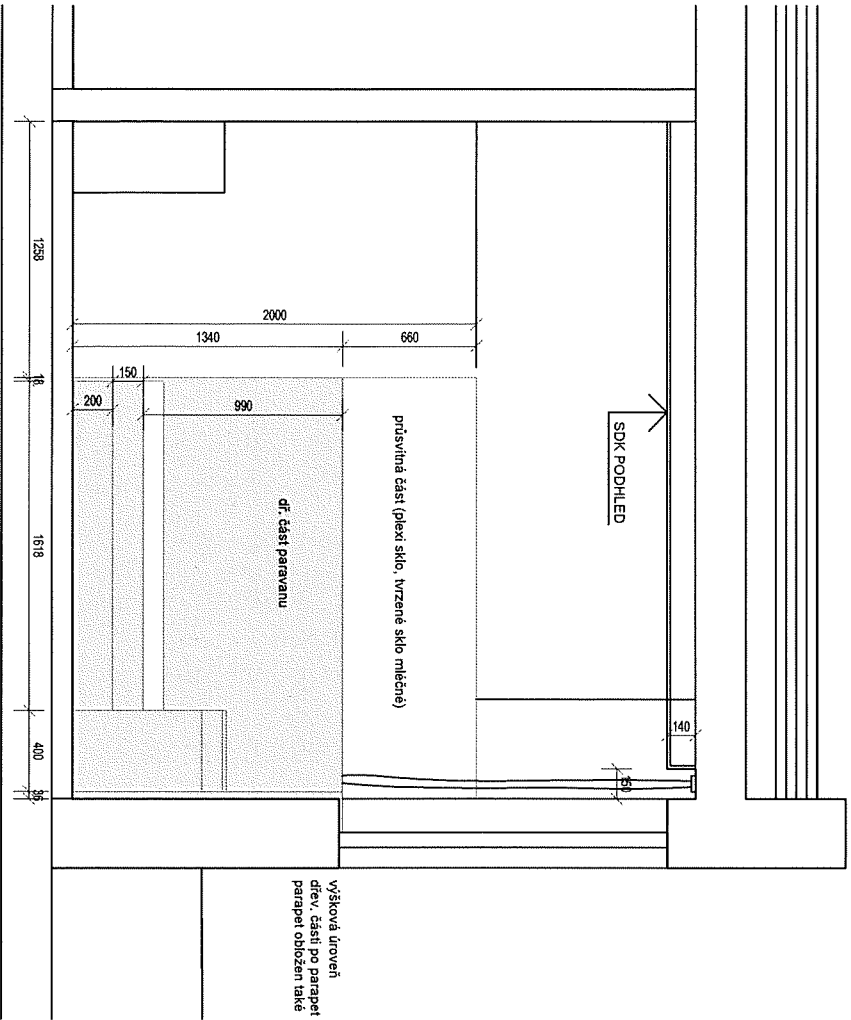 SDK PODHLED
140
150
2000
1340
660
průsvitná část (plexi sklo, tvrzené sklo mléčné)
150
200
990
dř. část paravanu
1258
18
1618
400
36
výšková úroveň
dřev. části po parapet
parapet obložen také